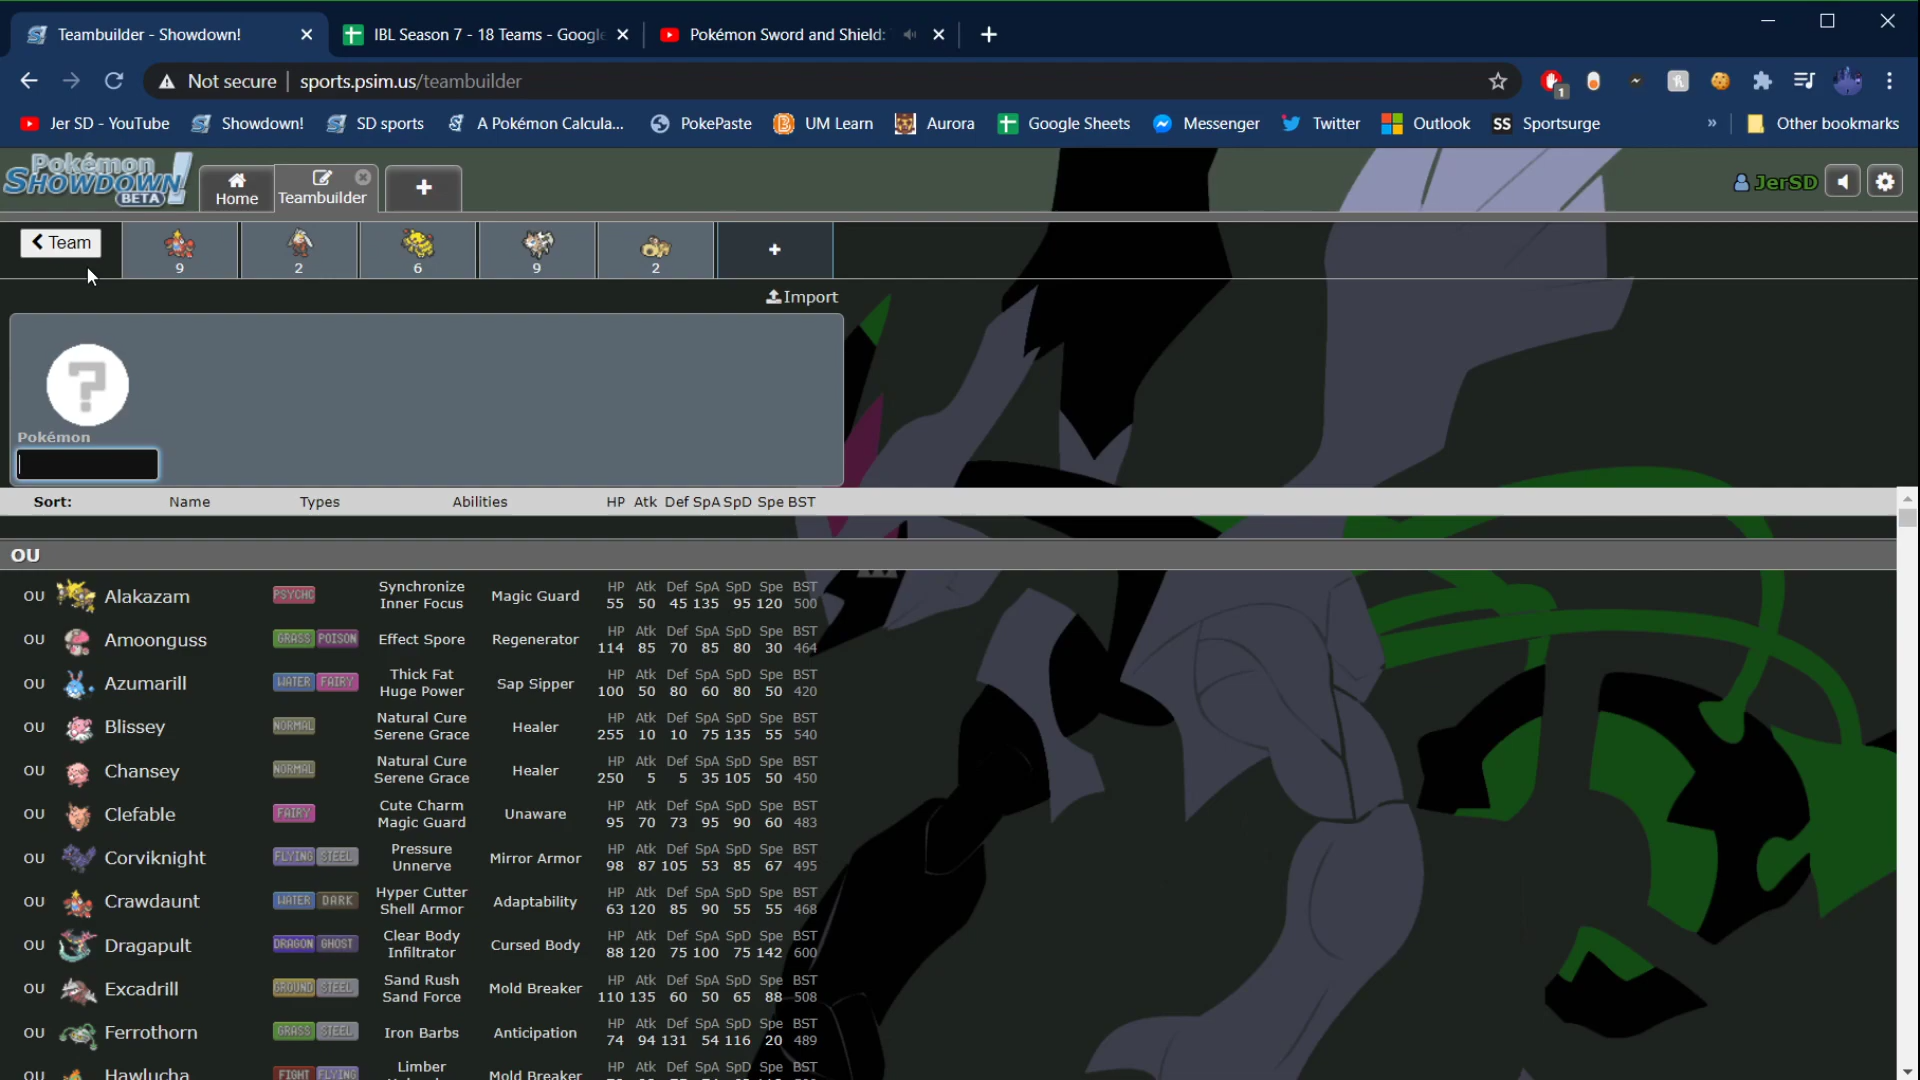 Teambuilder - Showdown!
IBL Season 7 - 18 Teams - Google
Pokémon Sword and Shield:
Not secure | sports.psim.us/teambuilder
1
Jer SD - YouTube Showdown! SD sports A Pokémon Calcula... PokePaste UM Learn Aurora Google Sheets Messenger Twitter Outlook SS Sportsurge » Other bookmarks
Pokémon
SHOWDOWN!
BETA
Home
Teambuilder
+
JerSD
Team
9
2
6
9
2
+
Import
?
Pokémon
Sort: Name Types Abilities HP Atk Def SpA SpD Spe BST
OU
OU Alakazam PSYCHC Synchronize Inner Focus Magic Guard HP 55 Atk 50 Def 45 SpA 135 SpD 95 Spe 120 BST 500
OU Amoonguss GRASS POISON Effect Spore Regenerator HP 114 Atk 85 Def 70 SpA 85 SpD 80 Spe 30 BST 464
OU Azumarill WATER FAIRY Thick Fat Huge Power Sap Sipper HP 100 Atk 50 Def 80 SpA 60 SpD 80 Spe 50 BST 420
OU Blissey NORMAL Natural Cure Serene Grace Healer HP 255 Atk 10 Def 10 SpA 75 SpD 135 Spe 55 BST 540
OU Chansey NORMAL Natural Cure Serene Grace Healer HP 250 Atk 5 Def 5 SpA 35 SpD 105 Spe 50 BST 450
OU Clefable FAIRY Cute Charm Magic Guard Unaware HP 95 Atk 70 Def 73 SpA 95 SpD 90 Spe 60 BST 483
OU Corviknight FLYING STEEL Pressure Unnerve Mirror Armor HP 98 Atk 87 Def 105 SpA 53 SpD 85 Spe 67 BST 495
OU Crawdaunt WATER DARK Hyper Cutter Shell Armor Adaptability HP 63 Atk 120 Def 85 SpA 90 SpD 55 Spe 55 BST 468
OU Dragapult DRAGON GHOST Clear Body Infiltrator Cursed Body HP 88 Atk 120 Def 75 SpA 100 SpD 75 Spe 142 BST 600
OU Excadrill GROUND STEEL Sand Rush Sand Force Mold Breaker HP 110 Atk 135 Def 60 SpA 50 SpD 65 Spe 88 BST 508
OU Ferrothorn GRASS STEEL Iron Barbs Anticipation HP 74 Atk 94 Def 131 SpA 54 SpD 116 Spe 20 BST 489
OU Hawlucha FIGHT FLYING Limber Mold Breaker HP Atk Def SpA SpD Spe BST